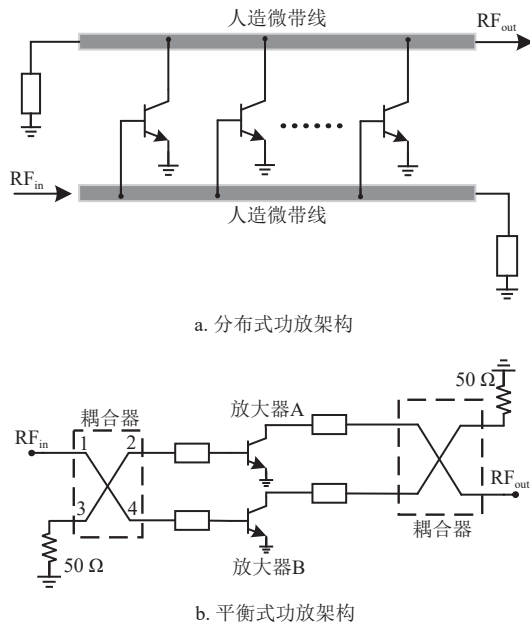 人造微带线
RFout
RFin
人造微带线
a. 分布式功放架构
50 Ω
耦合器
放大器A
RFin
1
2
3
4
RFout
50 Ω
放大器B
耦合器
b. 平衡式功放架构